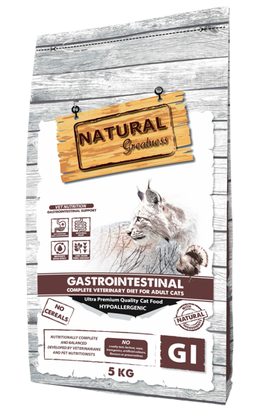 NATURAL
Greatness
VET NUTRITION
GASTROINTESTINAL SUPPORT
GASTROINTESTINAL
COMPLETE VETERINARY DIET FOR ADULT CATS
Ultra Premium Quality Cat Food
HYPOALLERGENIC
NO
CEREALS
NO
NATURAL
NUTRITIONALLY COMPLETE
AND BALANCED
DEVELOPED BY VETERINARIANS
AND PET NUTRITIONISTS
GI
5 KG